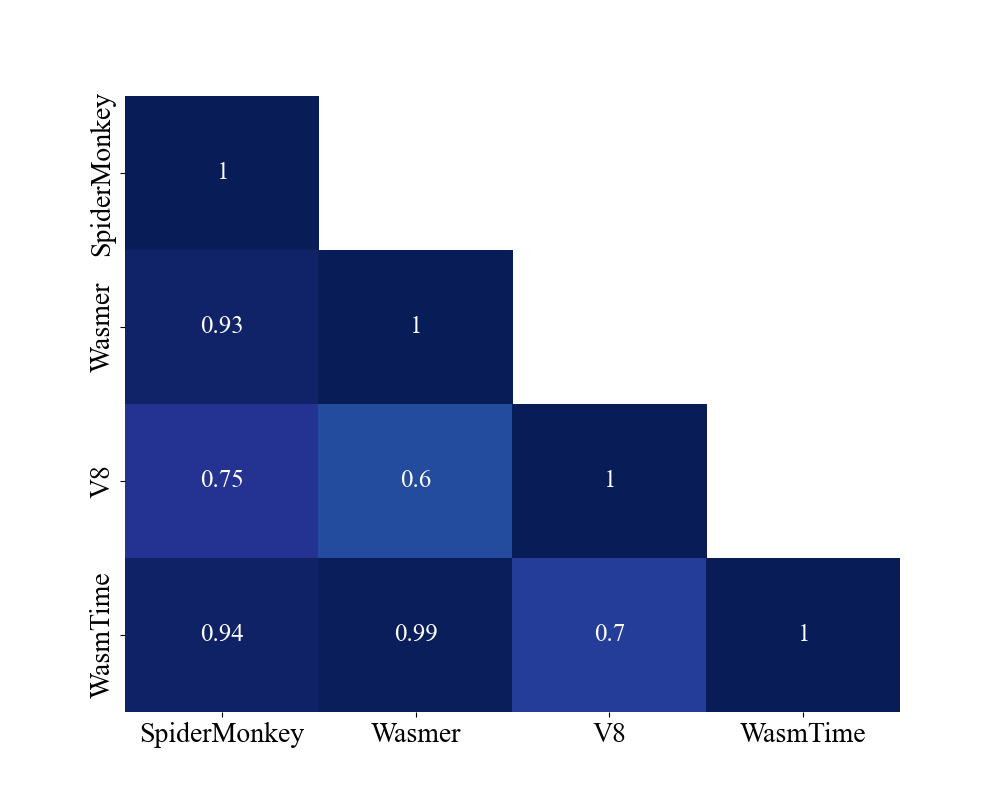 SpiderMonkey
1
Wasmer
0.93 1
V8
0.75 0.6 1
WasmTime
0.94 0.99 0.7 1
SpiderMonkey Wasmer V8 WasmTime